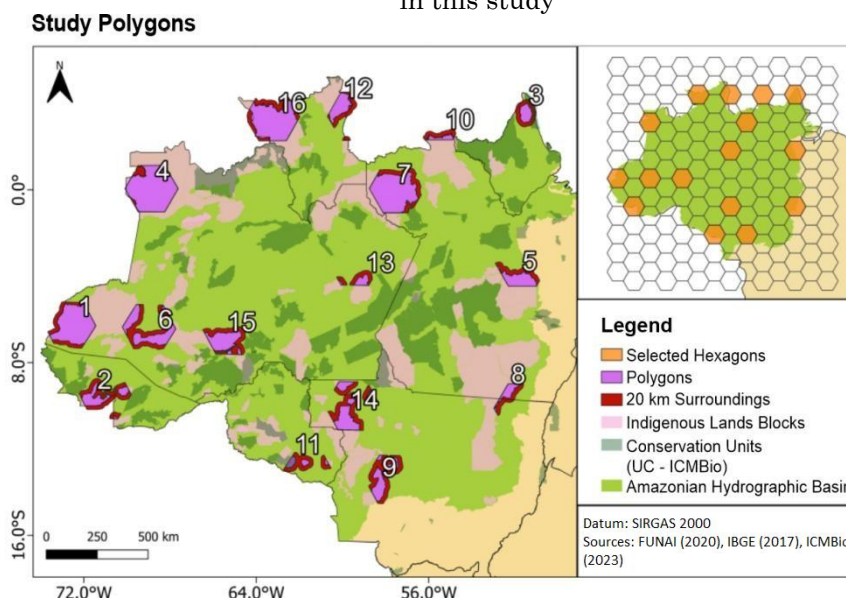 in this study
Study Polygons
N
16
12
3
10
4
7
0.0°
13
5
1
6
15
8.0°S
2
8
14
11
9
16.0°S
0 250 500 km
72.0°W 64.0°W 56.0°W
Legend
Selected Hexagons
Polygons
20 km Surroundings
Indigenous Lands Blocks
Conservation Units
(UC - ICMBio)
Amazonian Hydrographic Basin
Datum: SIRGAS 2000
Sources: FUNAI (2020), IBGE (2017), ICMBio
(2023)